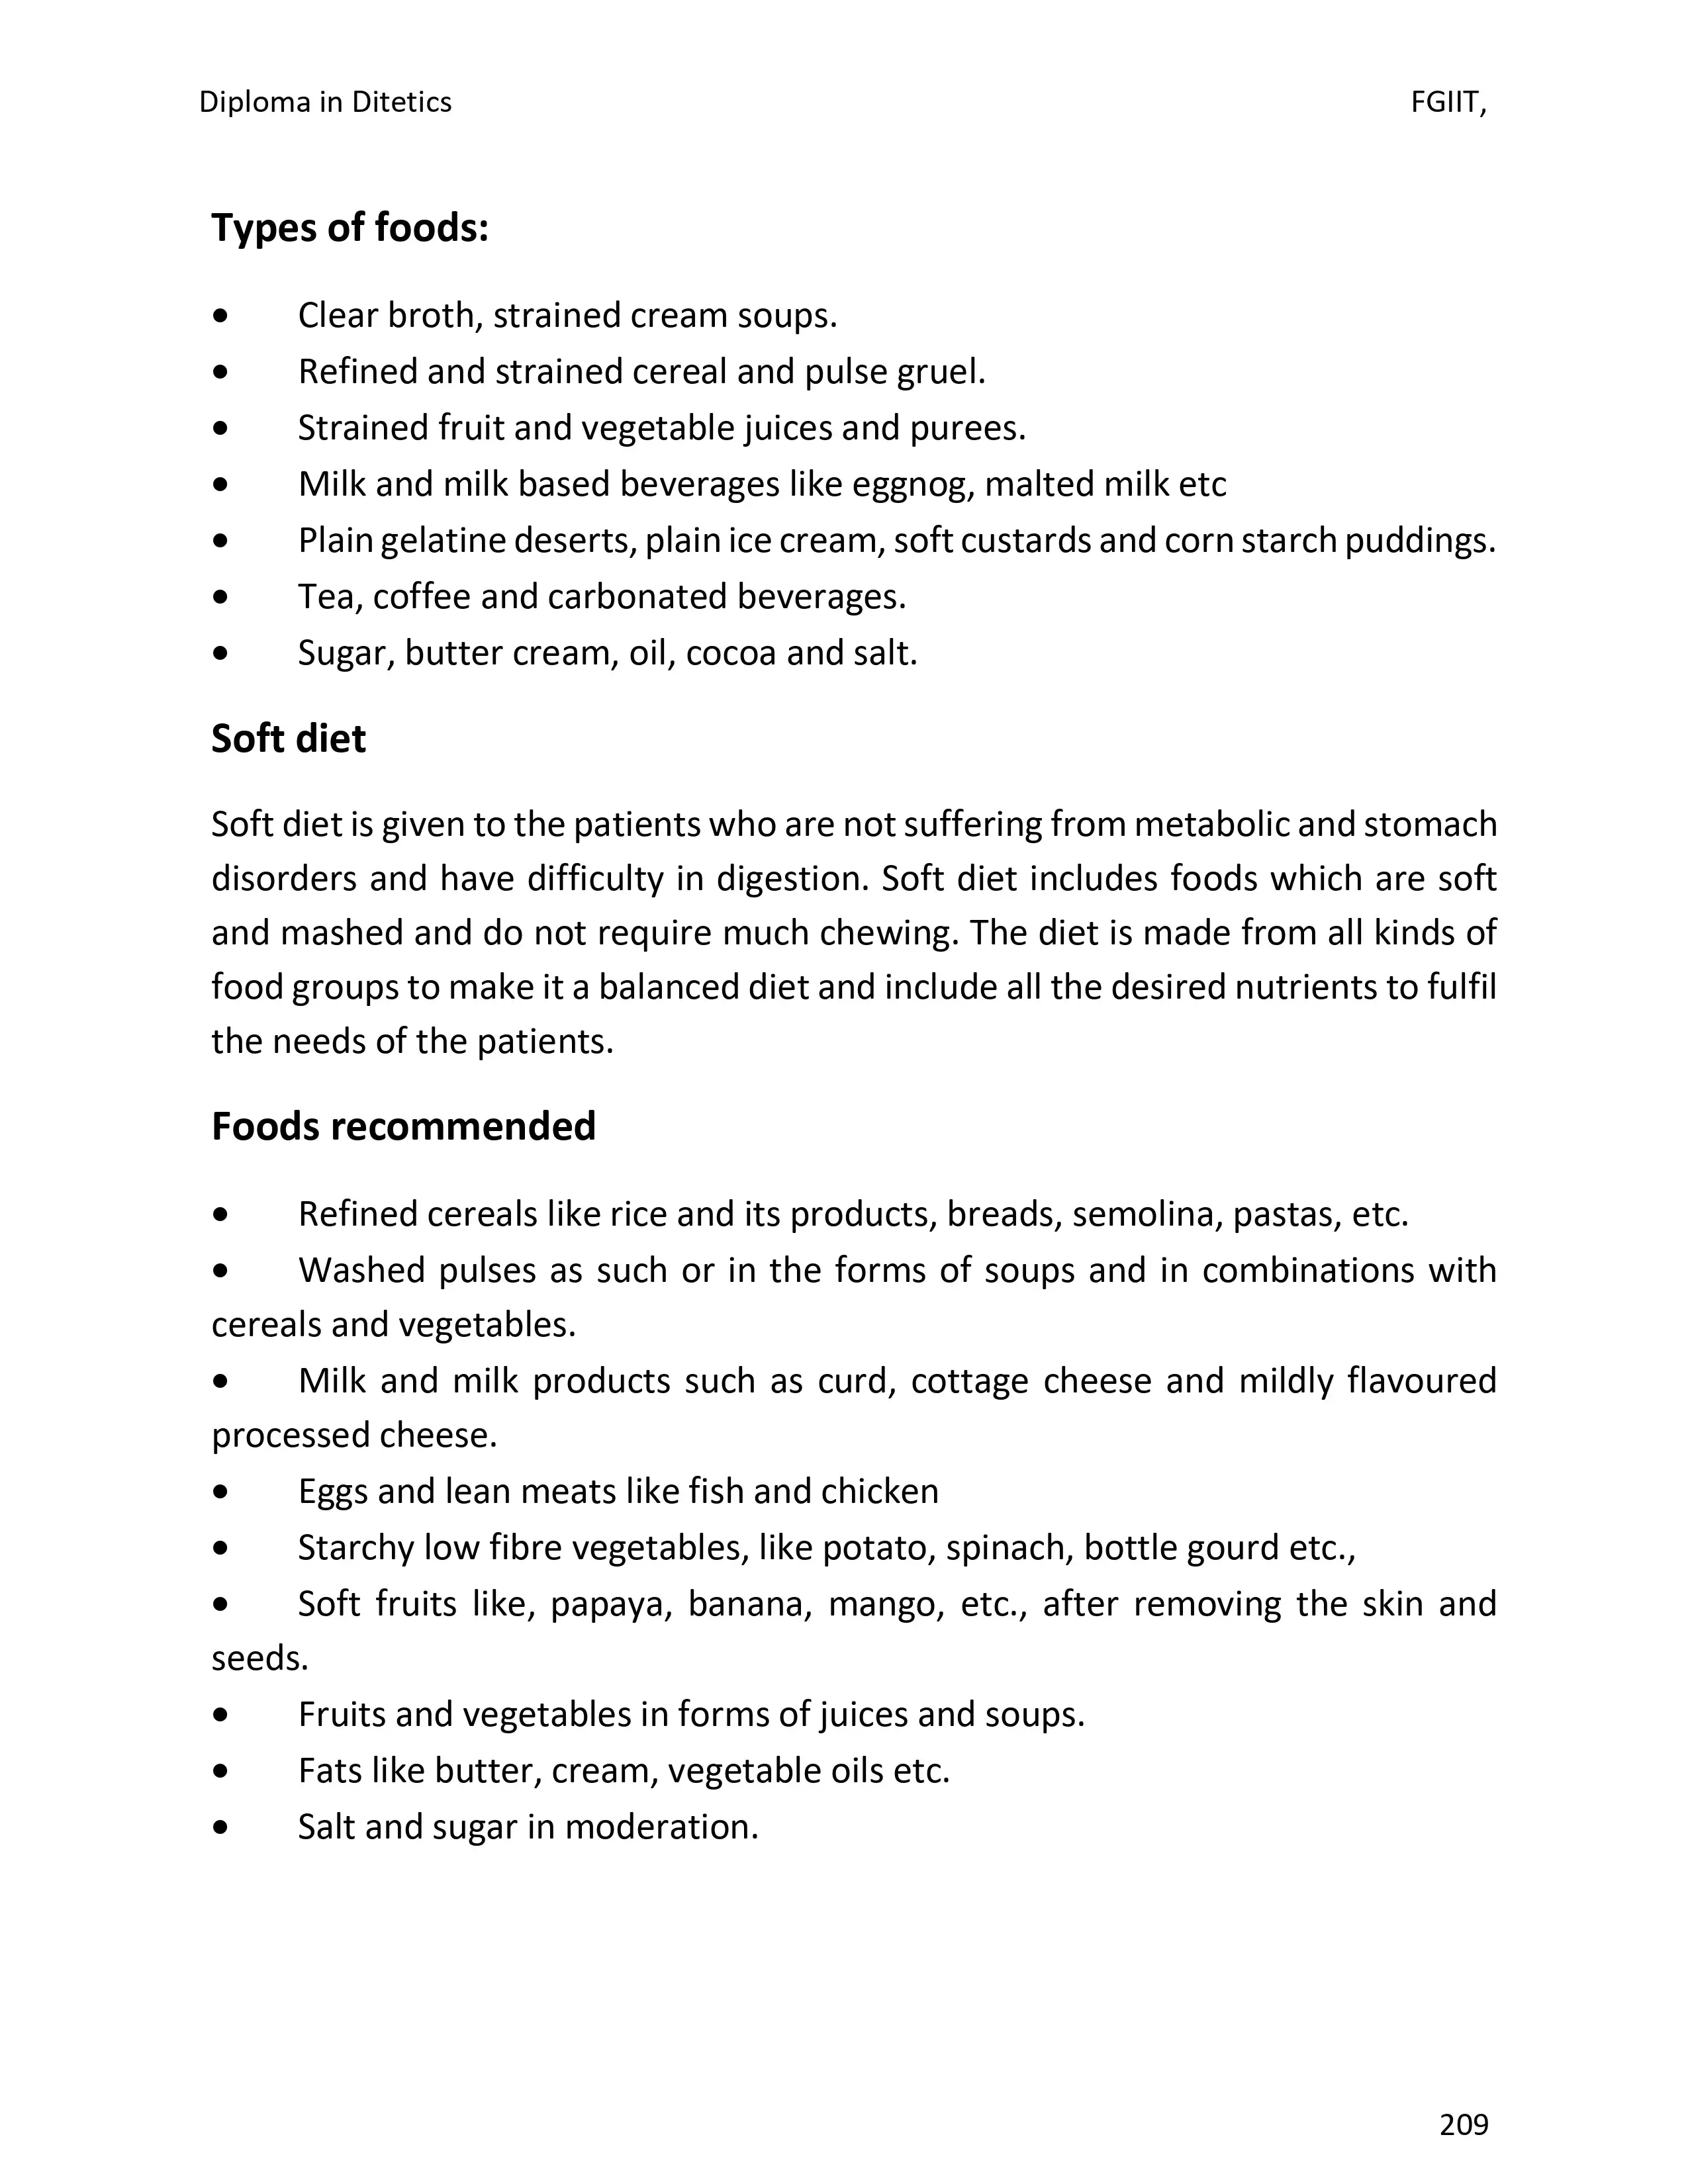 Diploma in Ditetics FGIIT,
Types of foods:
• Clear broth, strained cream soups.
• Refined and strained cereal and pulse gruel.
• Strained fruit and vegetable juices and purees.
• Milk and milk based beverages like eggnog, malted milk etc
• Plain gelatine deserts, plain ice cream, soft custards and corn starch puddings.
• Tea, coffee and carbonated beverages.
• Sugar, butter cream, oil, cocoa and salt.
Soft diet
Soft diet is given to the patients who are not suffering from metabolic and stomach
disorders and have difficulty in digestion. Soft diet includes foods which are soft
and mashed and do not require much chewing. The diet is made from all kinds of
food groups to make it a balanced diet and include all the desired nutrients to fulfil
the needs of the patients.
Foods recommended
• Refined cereals like rice and its products, breads, semolina, pastas, etc.
• Washed pulses as such or in the forms of soups and in combinations with
cereals and vegetables.
• Milk and milk products such as curd, cottage cheese and mildly flavoured
processed cheese.
• Eggs and lean meats like fish and chicken
• Starchy low fibre vegetables, like potato, spinach, bottle gourd etc.,
• Soft fruits like, papaya, banana, mango, etc., after removing the skin and
seeds.
• Fruits and vegetables in forms of juices and soups.
• Fats like butter, cream, vegetable oils etc.
• Salt and sugar in moderation.
209